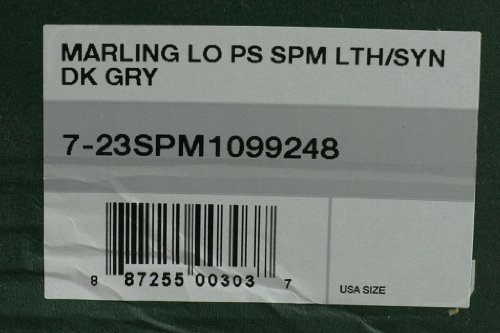 MARLING LO PS SPM LTH/SYN
DK GRY
7-23SPM1099248
8 87255 00303 7
USA SIZE